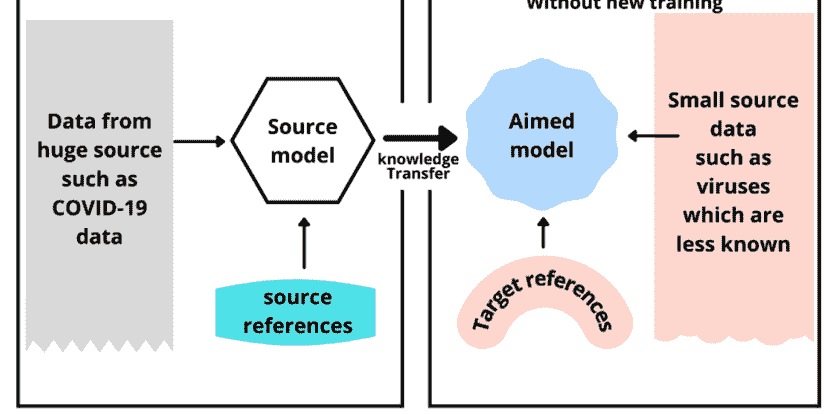 Without new training
Data from
huge source
such as
COVID-19
data
Source
model
knowledge
Transfer
Aimed
model
Small source
data
such as
viruses
which are
less known
source
references
Target references